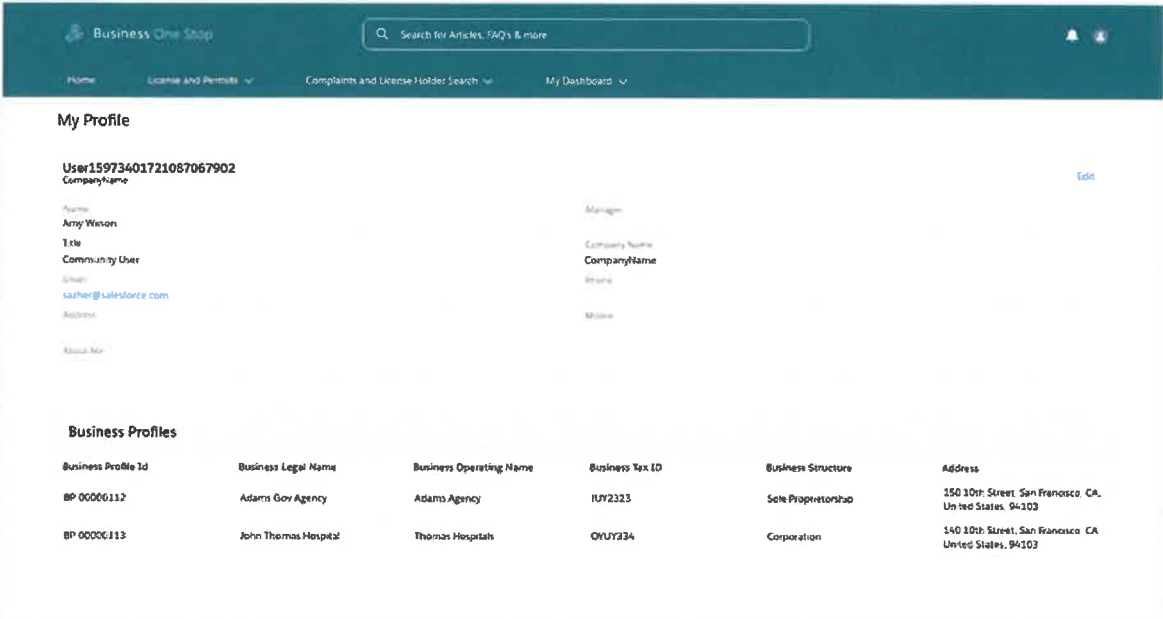 Business One Stop
Search for Articles, FAQ's & more
Home License and Permits Complaints and License Holder Search My Dashboard
My Profile
User15973401721087067902
CompanyName
Edit
Name
Amy Wilson
Manager
Title
Community User
Company Name
CompanyName
Email
sazher@salesforce.com
Phone
Address
Mobile
About Me
Business Profiles
Business Profile Id Business Legal Name Business Operating Name Business Tax ID Business Structure Address
BP 00000112 Adams Gov Agency Adams Agency IUY2323 Sole Proprietorship 150 10th Street, San Francisco, CA,
United States, 94103
BP 00000113 John Thomas Hospital Thomas Hospitals OYUY334 Corporation 140 10th Street, San Francisco, CA
United States, 94103